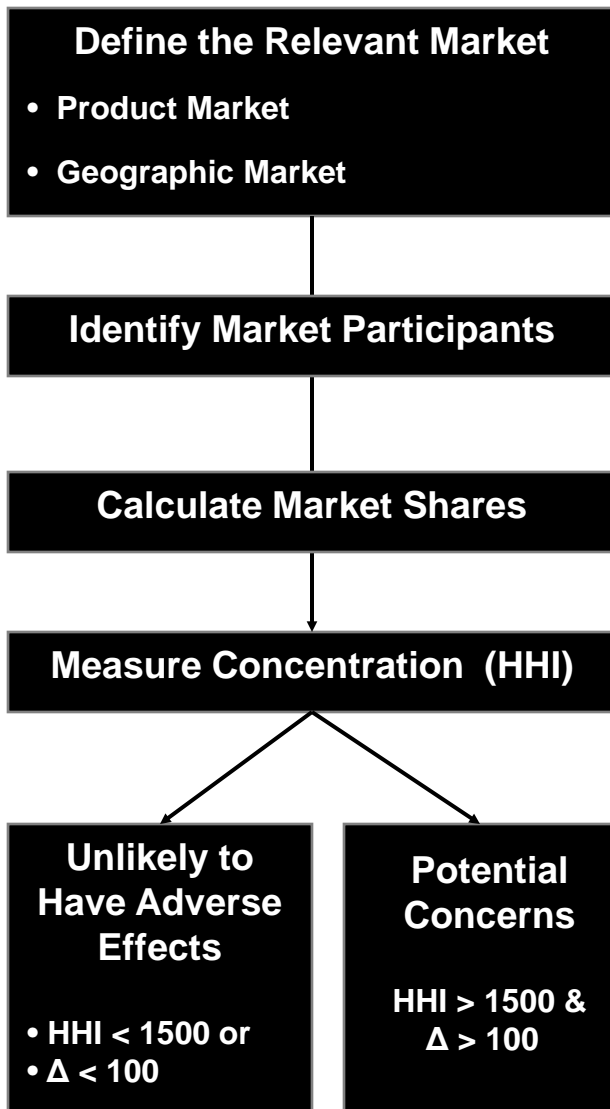 Define the Relevant Market
• Product Market
• Geographic Market
Identify Market Participants
Calculate Market Shares
Measure Concentration (HHI)
Unlikely to
Have Adverse
Effects
• HHI < 1500 or
• Δ < 100
Potential
Concerns
HHI > 1500 &
Δ > 100